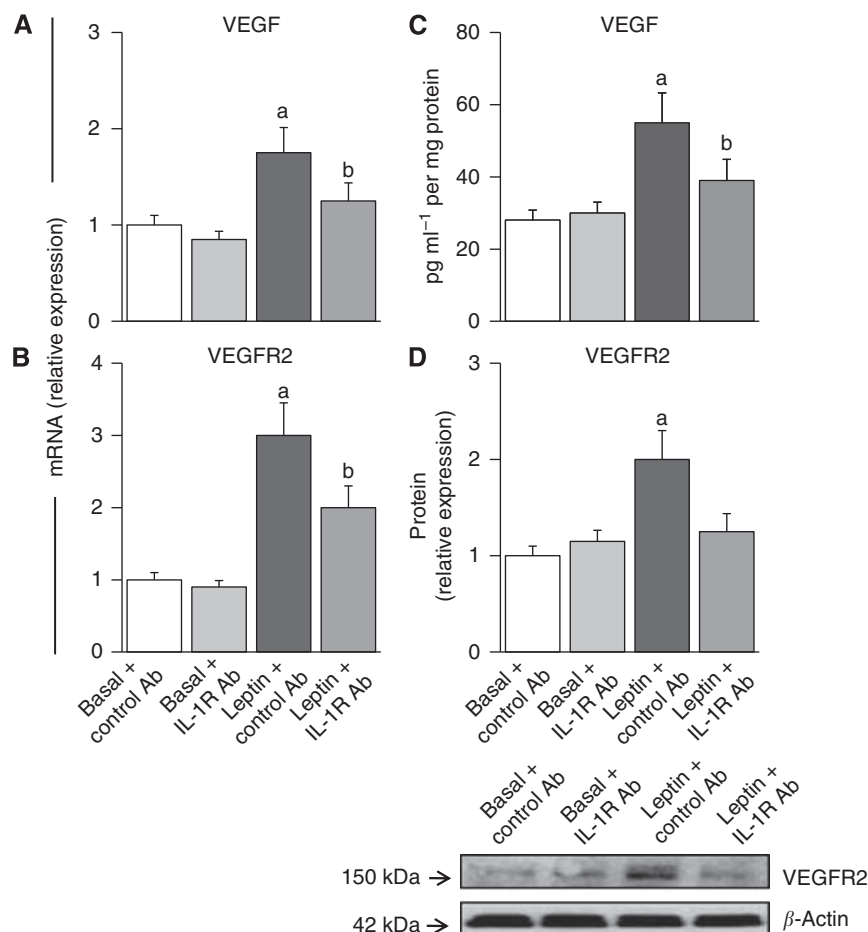 A
VEGF
3
2
1
0
mRNA (relative expression)
B
VEGFR2
4
3
2
1
0
a
b
a
b
Basal +
control Ab
Basal +
IL-1R Ab
Leptin +
control Ab
Leptin +
IL-1R Ab
C
VEGF
80
60
40
20
0
pg ml⁻¹ per mg protein
a
b
D
VEGFR2
3
2
1
0
Protein
(relative expression)
a
Basal +
control Ab
Basal +
IL-1R Ab
Leptin +
control Ab
Leptin +
IL-1R Ab
Basal +
control Ab
Basal +
IL-1R Ab
Leptin +
control Ab
Leptin +
IL-1R Ab
150 kDa → VEGFR2
42 kDa → β-Actin